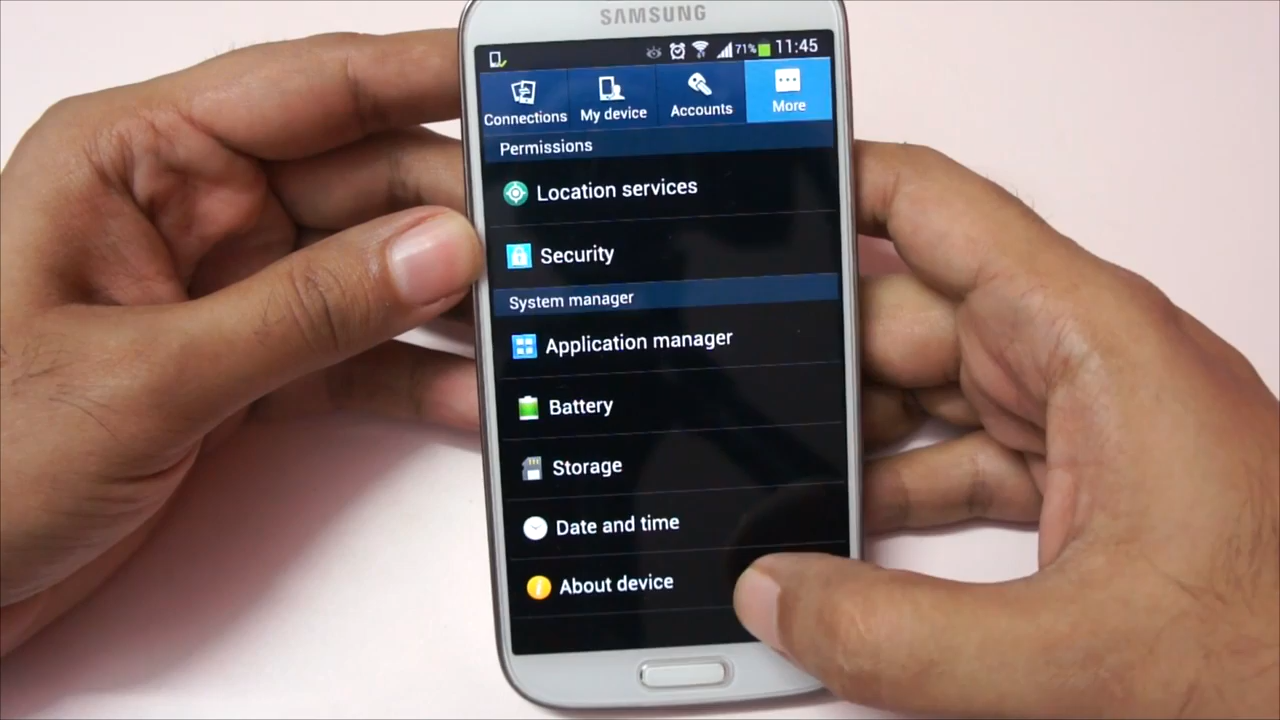 SAMSUNG
71% 11:45
Connections My device Accounts More
Permissions
Location services
Security
System manager
Application manager
Battery
Storage
Date and time
About device